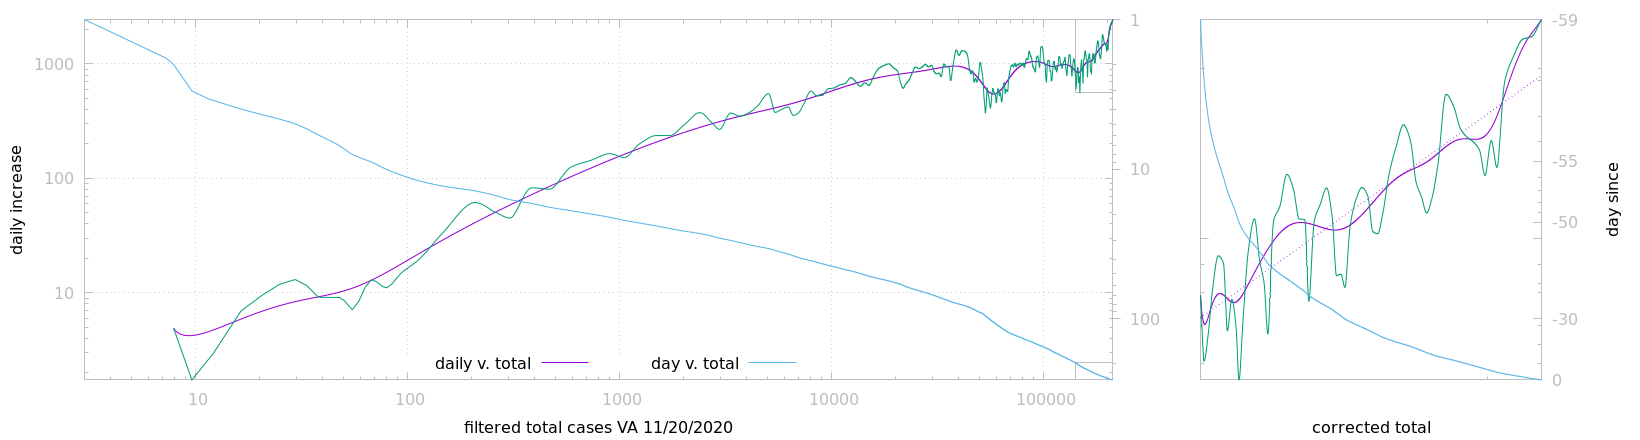 daily increase
1000
100
10
daily v. total
day v. total
10
100
1000
10000
100000
filtered total cases VA 11/20/2020
1
10
100
-59
-55
-50
-30
0
day since
corrected total